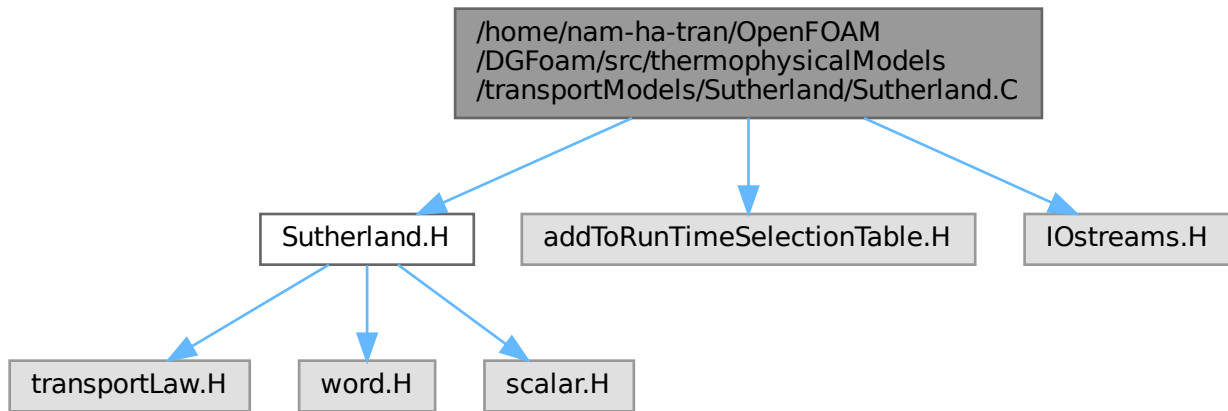 /home/nam-ha-tran/OpenFOAM
/DGFoam/src/thermophysicalModels
/transportModels/Sutherland/Sutherland.C
Sutherland.H
addToRunTimeSelectionTable.H
IOstreams.H
transportLaw.H
word.H
scalar.H